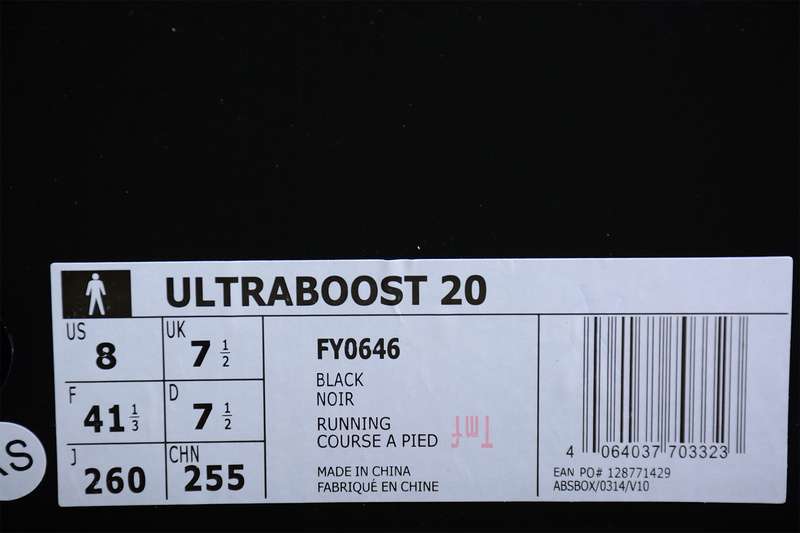 ULTRABOOST 20
US 8
UK 7 1/2
F 41 1/3
D 7 1/2
J 260
CHN 255
FY0646
BLACK
NOIR
RUNNING
COURSE A PIED
MADE IN CHINA
FABRIQUÉ EN CHINE
4 064037 703323
EAN PO# 128771429
ABSBOX/0314/V10